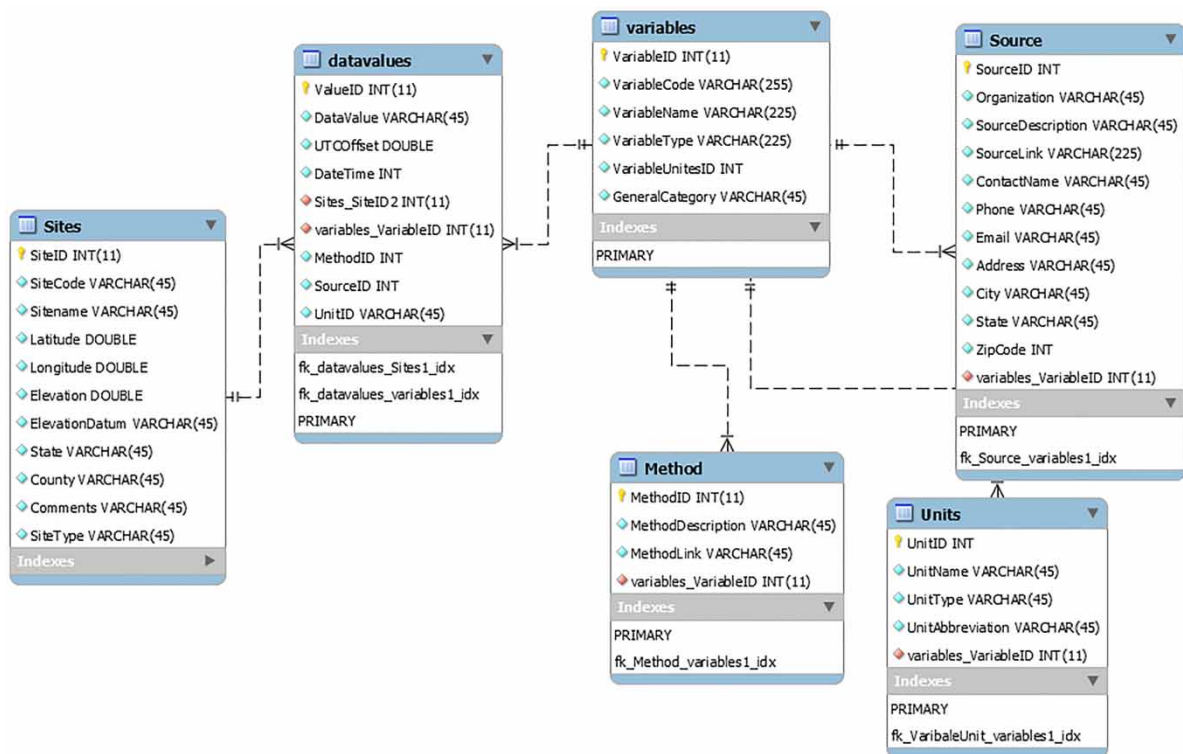 Sites
SiteID INT(11)
SiteCode VARCHAR(45)
Sitename VARCHAR(45)
Latitude DOUBLE
Longitude DOUBLE
Elevation DOUBLE
ElevationDatum VARCHAR(45)
State VARCHAR(45)
County VARCHAR(45)
Comments VARCHAR(45)
SiteType VARCHAR(45)
Indexes
datavalues
ValueID INT(11)
DataValue VARCHAR(45)
UTCOffset DOUBLE
DateTime INT
Sites_SiteID2 INT(11)
variables_VariableID INT(11)
MethodID INT
SourceID INT
UnitID VARCHAR(45)
Indexes
fk_datavalues_Sites1_idx
fk_datavalues_variables1_idx
PRIMARY
variables
VariableID INT(11)
VariableCode VARCHAR(255)
VariableName VARCHAR(225)
VariableType VARCHAR(225)
VariableUnitesID INT
GeneralCategory VARCHAR(45)
Indexes
PRIMARY
Method
MethodID INT(11)
MethodDescription VARCHAR(45)
MethodLink VARCHAR(45)
variables_VariableID INT(11)
Indexes
PRIMARY
fk_Method_variables1_idx
Source
SourceID INT
Organization VARCHAR(45)
SourceDescription VARCHAR(45)
SourceLink VARCHAR(225)
ContactName VARCHAR(45)
Phone VARCHAR(45)
Email VARCHAR(45)
Address VARCHAR(45)
City VARCHAR(45)
State VARCHAR(45)
ZipCode INT
variables_VariableID INT(11)
Indexes
PRIMARY
fk_Source_variables1_idx
Units
UnitID INT
UnitName VARCHAR(45)
UnitType VARCHAR(45)
UnitAbbreviation VARCHAR(45)
variables_VariableID INT(11)
Indexes
PRIMARY
fk_VaribaleUnit_variables1_idx